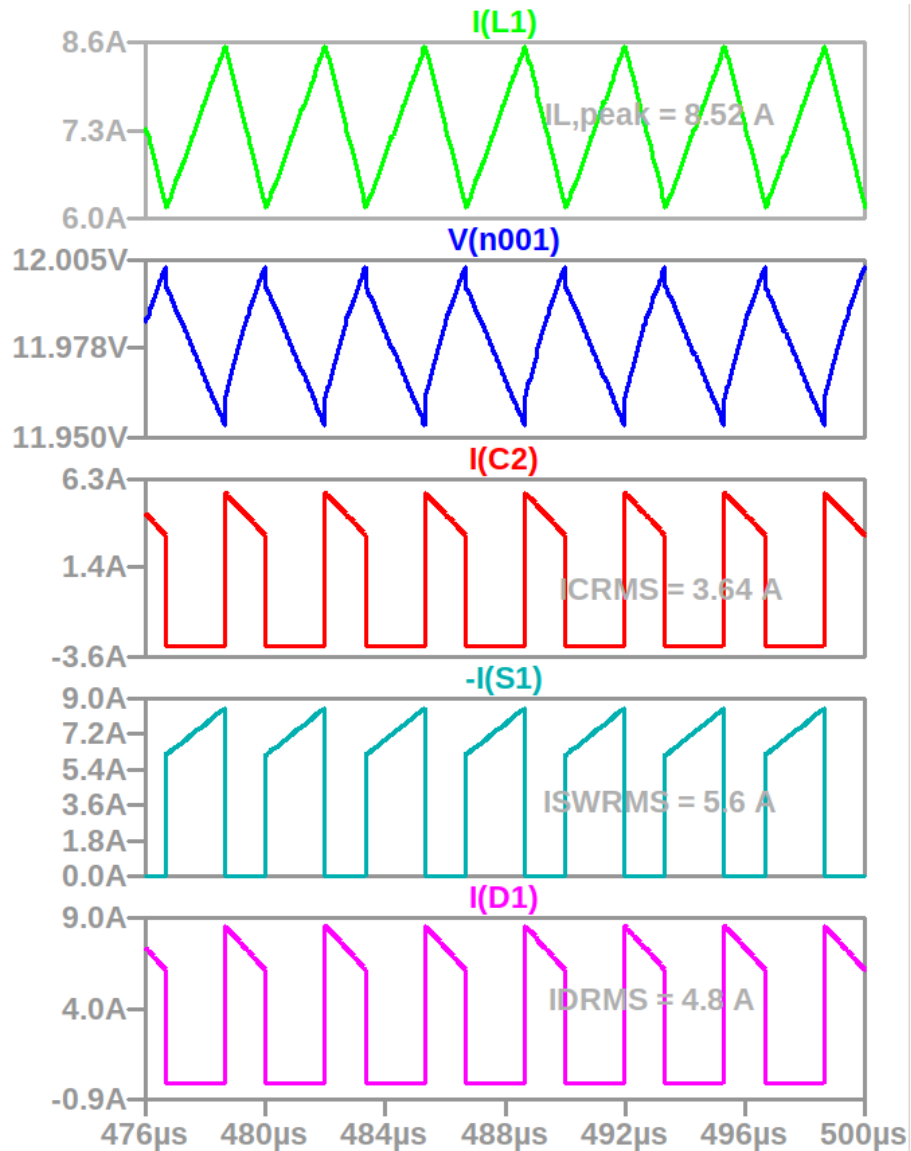 I(L1)
8.6A
IL,peak = 8.52 A
7.3A
6.0A
V(n001)
12.005V
11.978V
11.950V
I(C2)
6.3A
1.4A
ICRMS = 3.64 A
-3.6A
-I(S1)
9.0A
7.2A
5.4A
3.6A
ISWRMS = 5.6 A
1.8A
0.0A
I(D1)
9.0A
4.0A
IDRMS = 4.8 A
-0.9A
476µs 480µs 484µs 488µs 492µs 496µs 500µs